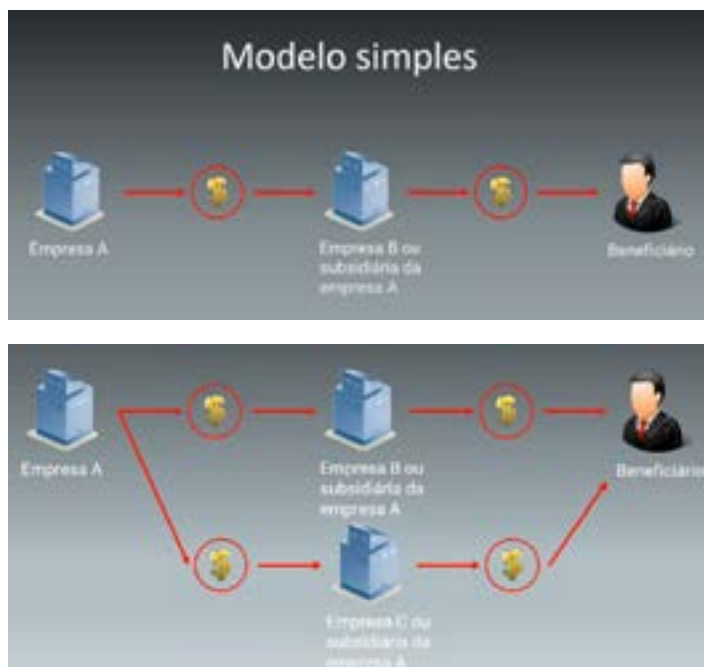 Modelo simples
Empresa A
Empresa B ou
subsidiária da
empresa A
Beneficiário
Empresa A
Empresa B ou
subsidiária da
empresa A
Beneficiário
Empresa C ou
subsidiária da
empresa A